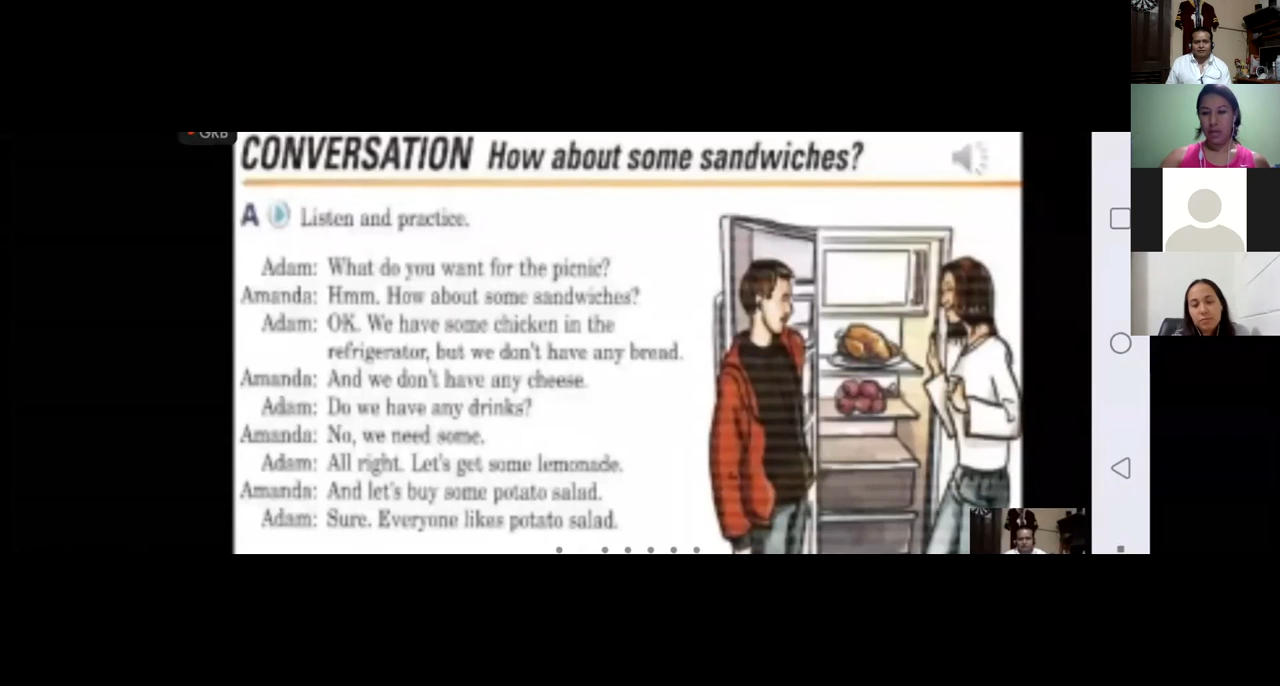 GRB
CONVERSATION How about some sandwiches?
A Listen and practice.
Adam: What do you want for the picnic?
Amanda: Hmm. How about some sandwiches?
Adam: OK. We have some chicken in the
refrigerator, but we don't have any bread.
Amanda: And we don't have any cheese.
Adam: Do we have any drinks?
Amanda: No, we need some.
Adam: All right. Let's get some lemonade.
Amanda: And let's buy some potato salad.
Adam: Sure. Everyone likes potato salad.